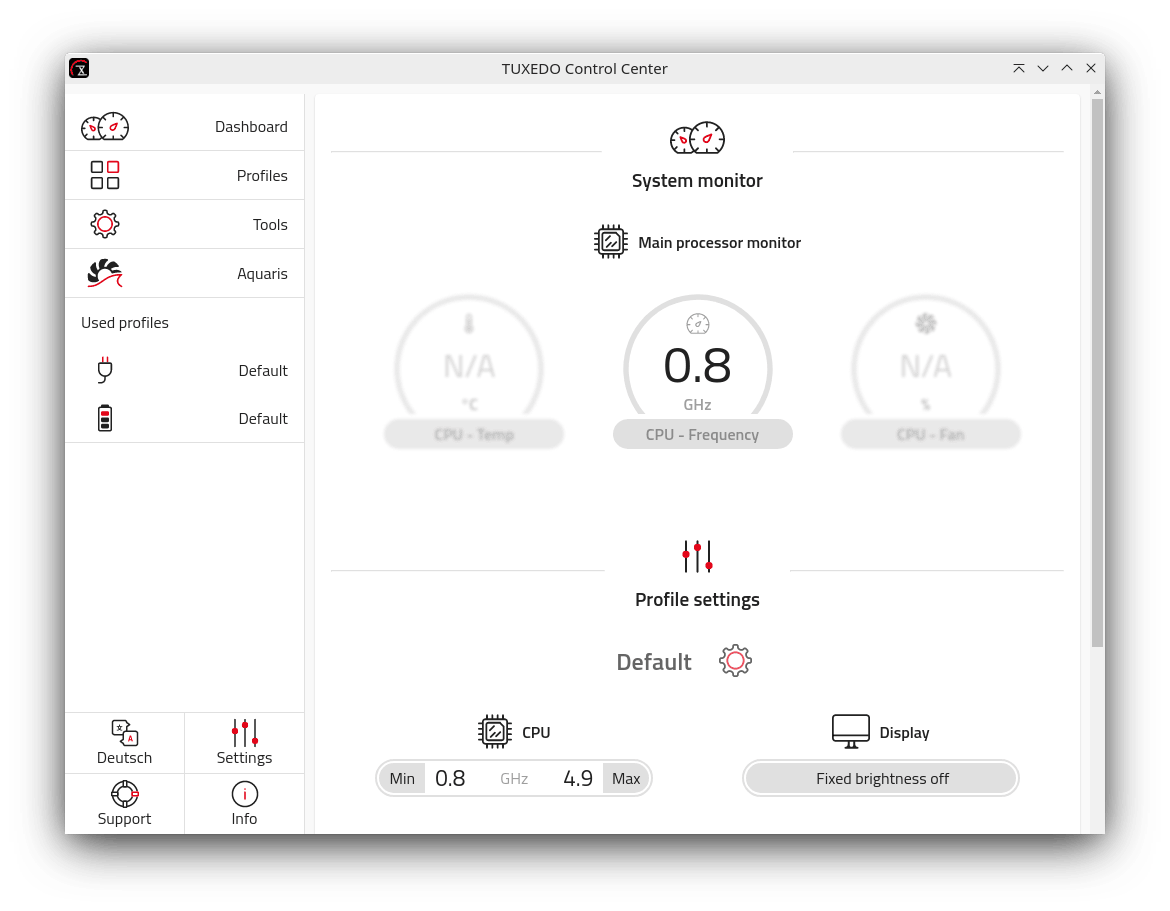 TUXEDO Control Center
Dashboard
Profiles
Tools
Aquaris
Used profiles
Default
Default
Deutsch
Settings
Support
Info
System monitor
Main processor monitor
N/A
°C
CPU - Temp
0.8
GHz
CPU - Frequency
N/A
%
CPU - Fan
Profile settings
Default
CPU
Min 0.8 GHz 4.9 Max
Display
Fixed brightness off